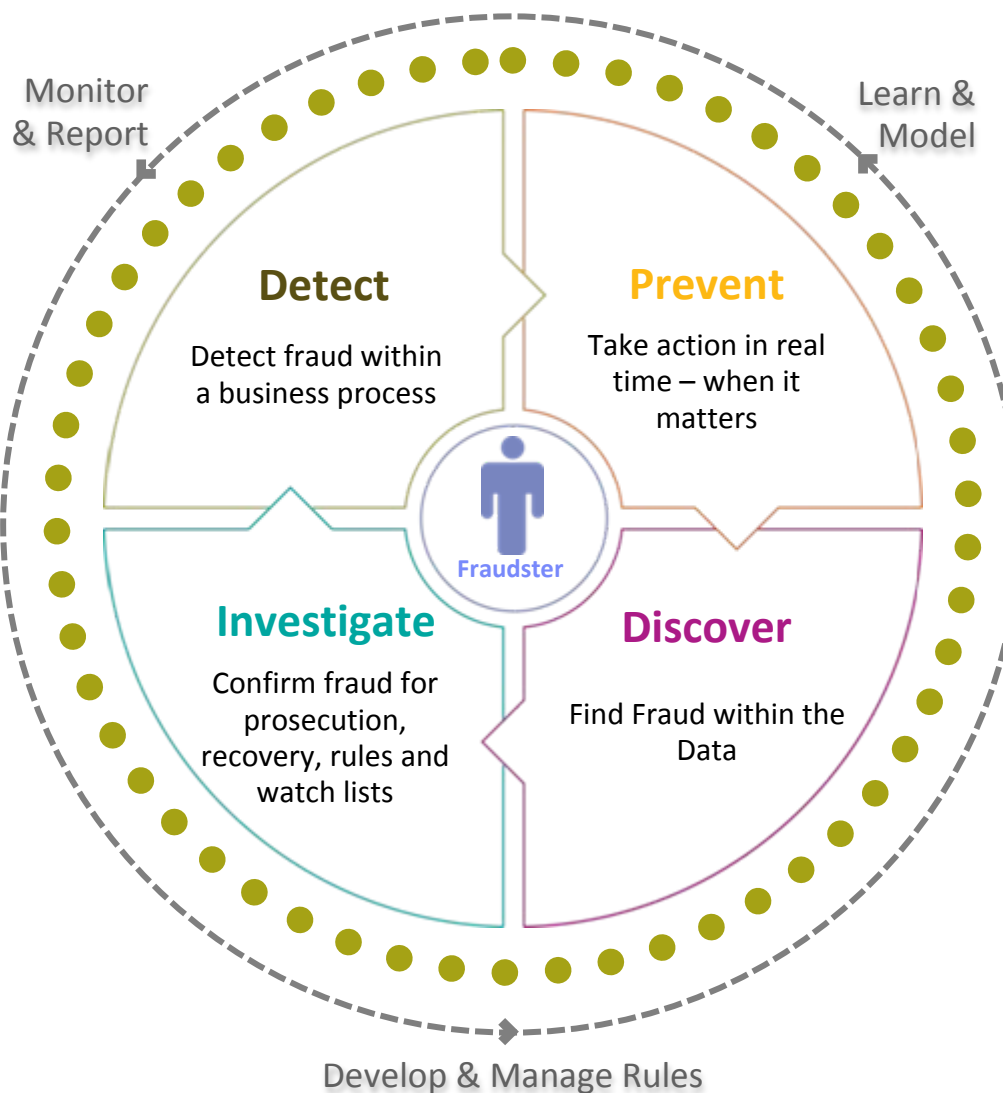 Monitor
& Report
Learn &
Model
Detect
Detect fraud within
a business process
Prevent
Take action in real
time – when it
matters
Fraudster
Investigate
Confirm fraud for
prosecution,
recovery, rules and
watch lists
Discover
Find Fraud within the
Data
Develop & Manage Rules